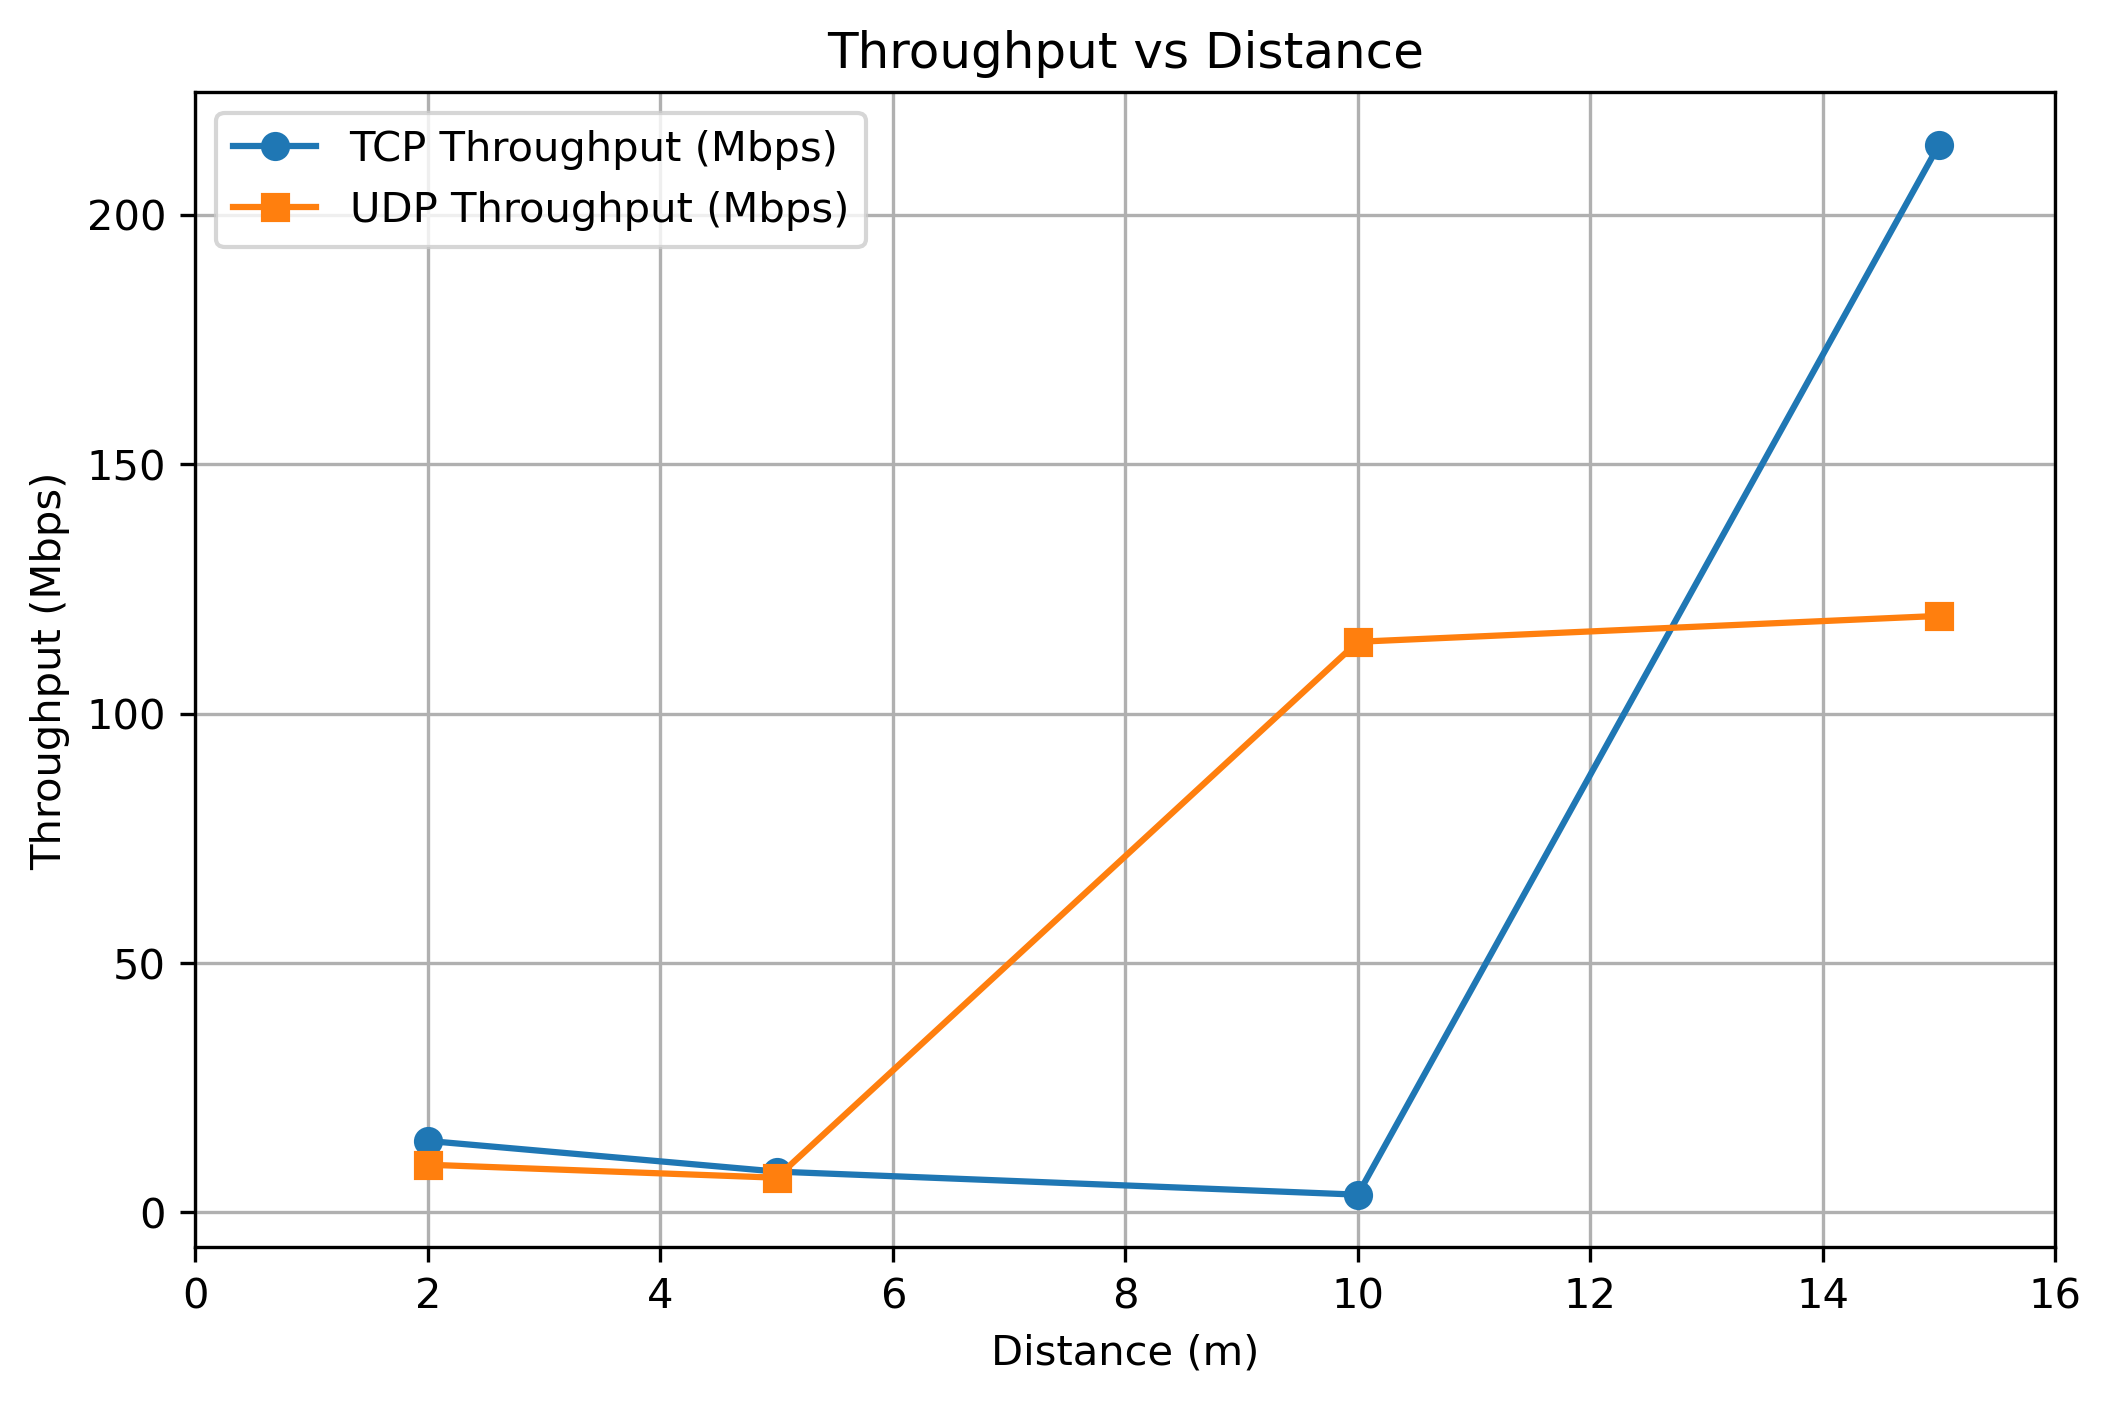 Throughput vs Distance
TCP Throughput (Mbps)
UDP Throughput (Mbps)
Throughput (Mbps)
200
150
100
50
0
0 2 4 6 8 10 12 14 16
Distance (m)